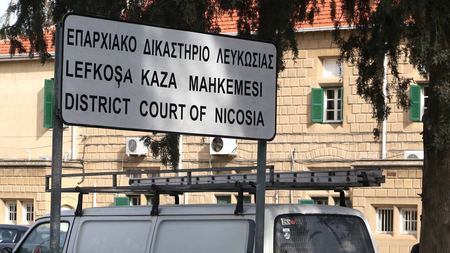 ΕΠΑΡΧΙΑΚΟ ΔΙΚΑΣΤΗΡΙΟ ΛΕΥΚΩΣΙΑΣ
LEFKOŞA KAZA MAHKEMESI
DISTRICT COURT OF NICOSIA